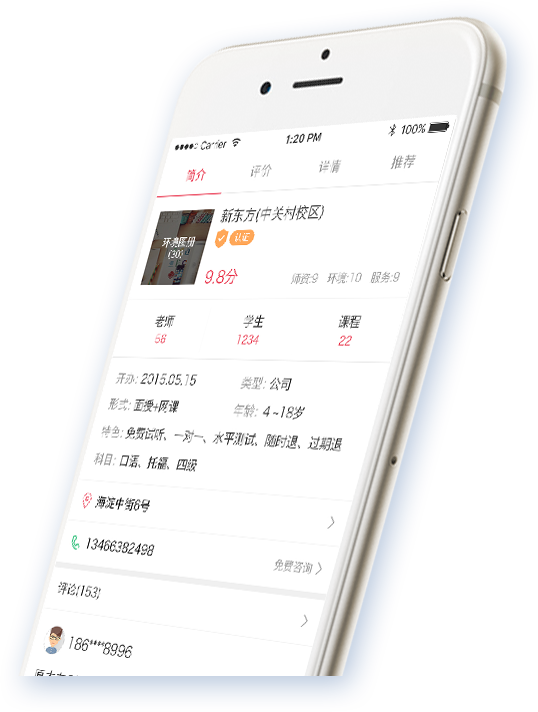 Carrier 1:20 PM 100%
简介 评价 详情 推荐
新东方(中关村校区)
环境图册
(30)
认证
9.8分 师资:9 环境:10 服务:9
老师 学生 课程
58 1234 22
开办: 2015.05.15 类型: 公司
形式: 面授+网课 年龄: 4~18岁
特色: 免费试听、一对一、水平测试、随时退、过期退
科目: 口语、托福、四级
海淀中街6号
13466382498 免费咨询
评论(153)
186****8996